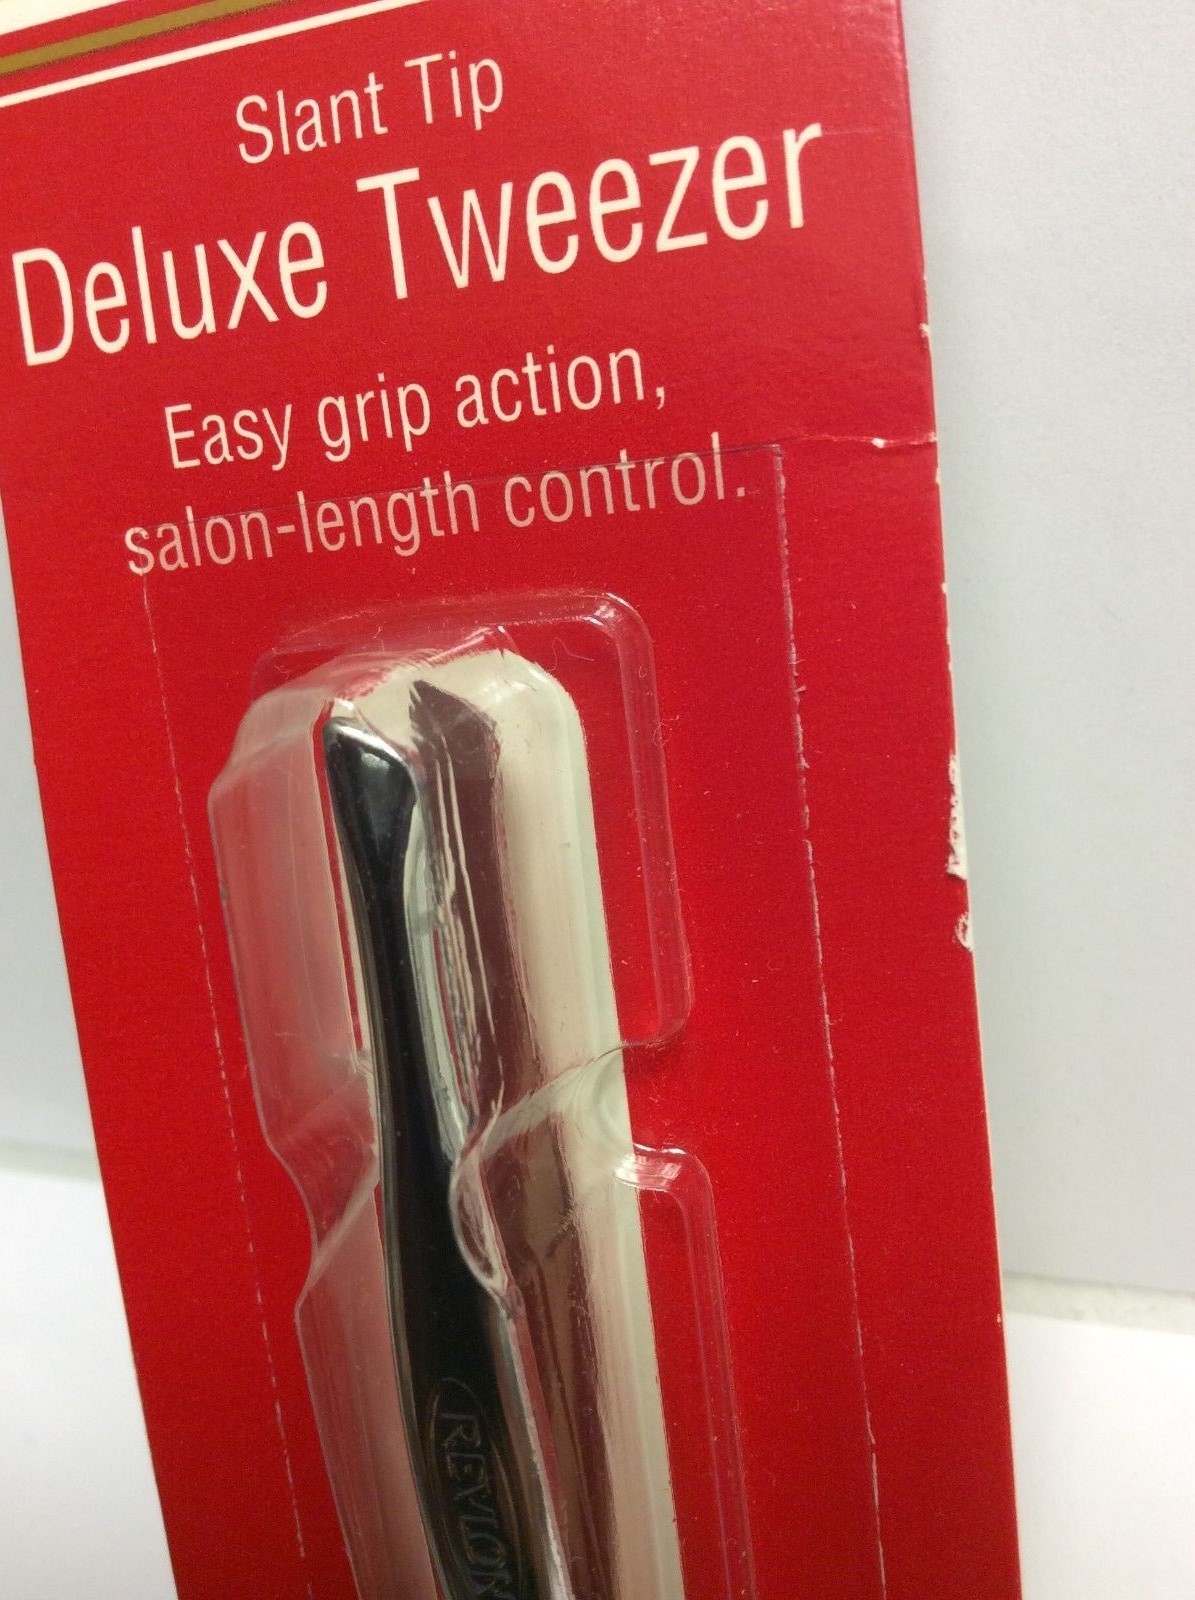 Slant Tip
Deluxe Tweezer
Easy grip action,
salon-length control.
REVLON